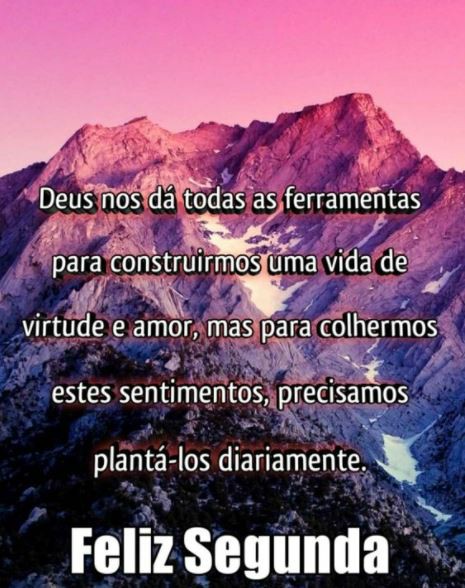 Deus nos dá todas as ferramentas
para construirmos uma vida de
virtude e amor, mas para colhermos
estes sentimentos, precisamos
plantá-los diariamente.
Feliz Segunda